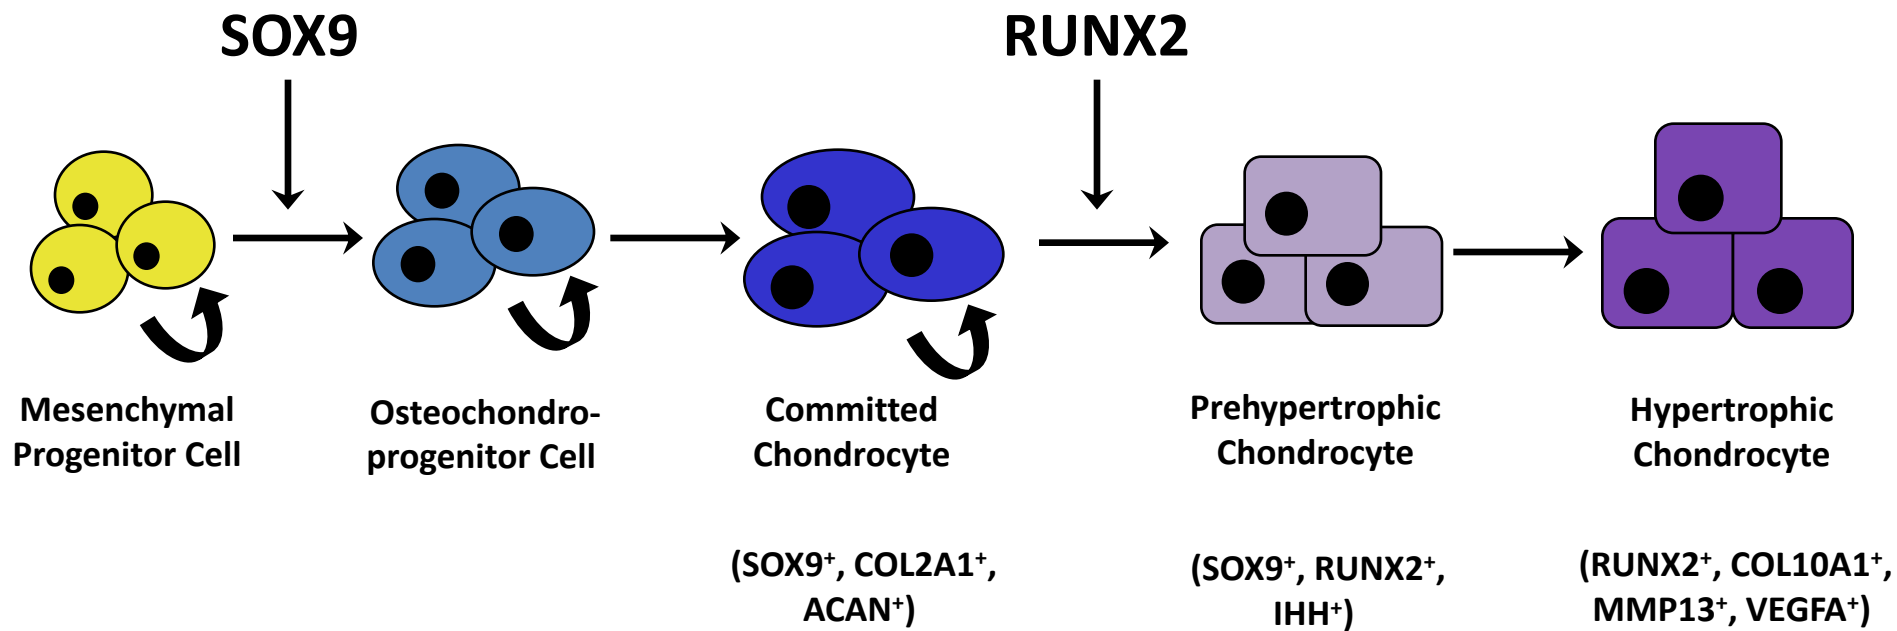 SOX9
RUNX2
Mesenchymal
Progenitor Cell
Osteochondro-
progenitor Cell
Committed
Chondrocyte
Prehypertrophic
Chondrocyte
Hypertrophic
Chondrocyte
(SOX9⁺, COL2A1⁺,
ACAN⁺)
(SOX9⁺, RUNX2⁺,
IHH⁺)
(RUNX2⁺, COL10A1⁺,
MMP13⁺, VEGFA⁺)